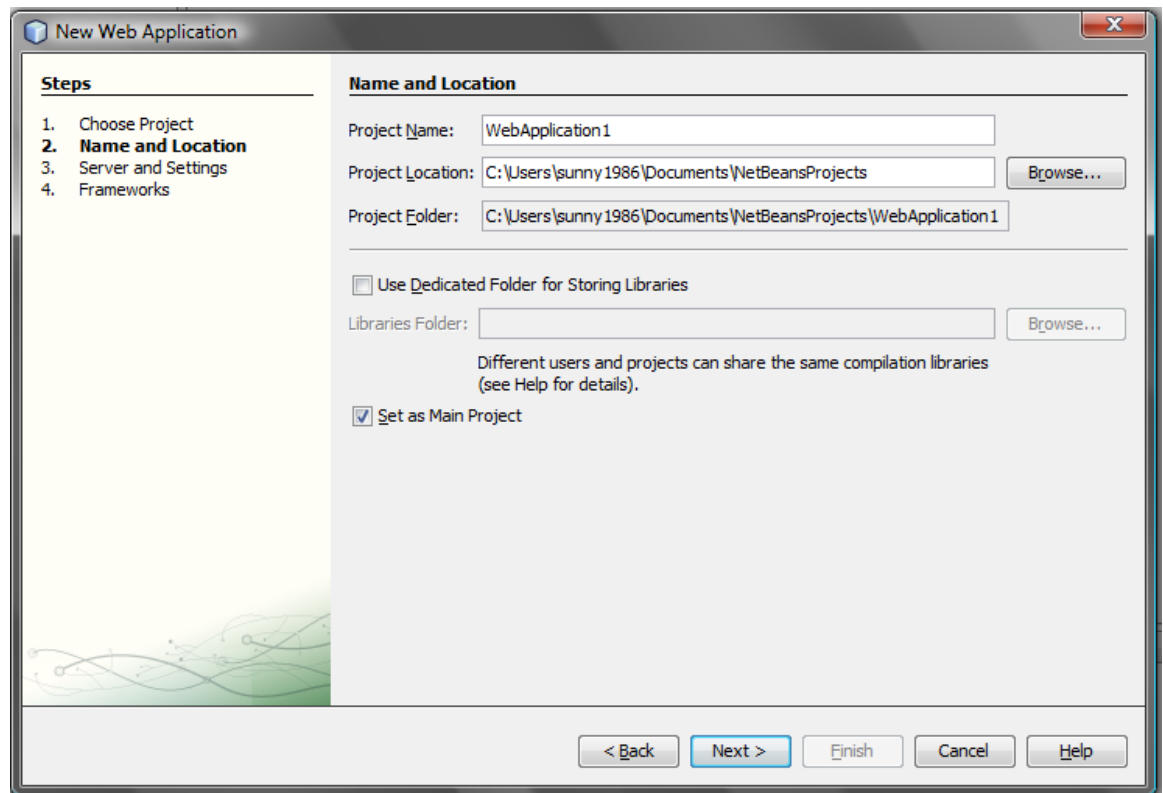 New Web Application
Steps
1. Choose Project
2. Name and Location
3. Server and Settings
4. Frameworks
Name and Location
Project Name: WebApplication1
Project Location: C:\Users\sunny1986\Documents\NetBeansProjects Browse...
Project Folder: C:\Users\sunny1986\Documents\NetBeansProjects\WebApplication1
Use Dedicated Folder for Storing Libraries
Libraries Folder: Browse...
Different users and projects can share the same compilation libraries
(see Help for details).
Set as Main Project
< Back Next > Finish Cancel Help